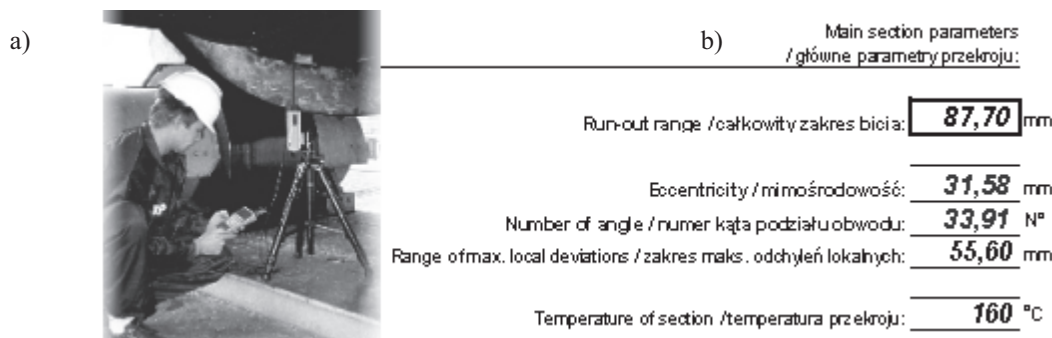 a)
b)
Main section parameters
/ główne parametry przekroju:
Run-out range / całkowity zakres bicia: 87,70 mm
Eccentricity / mimośrodowość: 31,58 mm
Number of angle / numer kąta podziału obwodu: 33,91 Nº
Range of max. local deviations / zakres maks. odchyleń lokalnych: 55,60 mm
Temperature of section / temperatura przekroju: 160 ºC